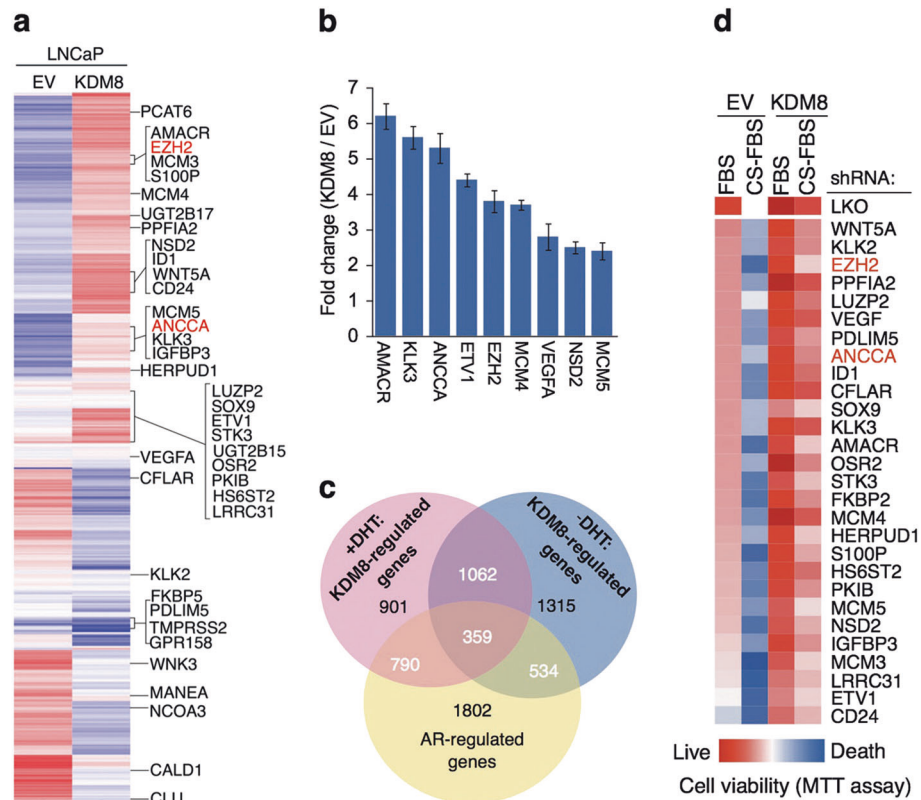 a
LNCaP
EV KDM8
PCAT6
AMACR
EZH2
MCM3
S100P
MCM4
UGT2B17
PPFIA2
NSD2
ID1
WNT5A
CD24
MCM5
ANCCA
KLK3
IGFBP3
HERPUD1
LUZP2
SOX9
ETV1
STK3
UGT2B15
OSR2
PKIB
HS6ST2
LRRC31
VEGFA
CFLAR
KLK2
FKBP5
PDLIM5
TMPRSS2
GPR158
WNK3
MANEA
NCOA3
CALD1
CLU
b
Fold change (KDM8 / EV)
7
6
5
4
3
2
1
0
AMACR
KLK3
ANCCA
ETV1
EZH2
MCM4
VEGFA
NSD2
MCM5
c
+DHT:
KDM8-regulated
genes
901
-DHT:
KDM8-regulated
genes
1315
1062
359
790
534
1802
AR-regulated
genes
d
EV KDM8
FBS
CS-FBS
FBS
CS-FBS
shRNA:
LKO
WNT5A
KLK2
EZH2
PPFIA2
LUZP2
VEGF
PDLIM5
ANCCA
ID1
CFLAR
SOX9
KLK3
AMACR
OSR2
STK3
FKBP2
MCM4
HERPUD1
S100P
HS6ST2
PKIB
MCM5
NSD2
IGFBP3
MCM3
LRRC31
ETV1
CD24
Live Death
Cell viability (MTT assay)